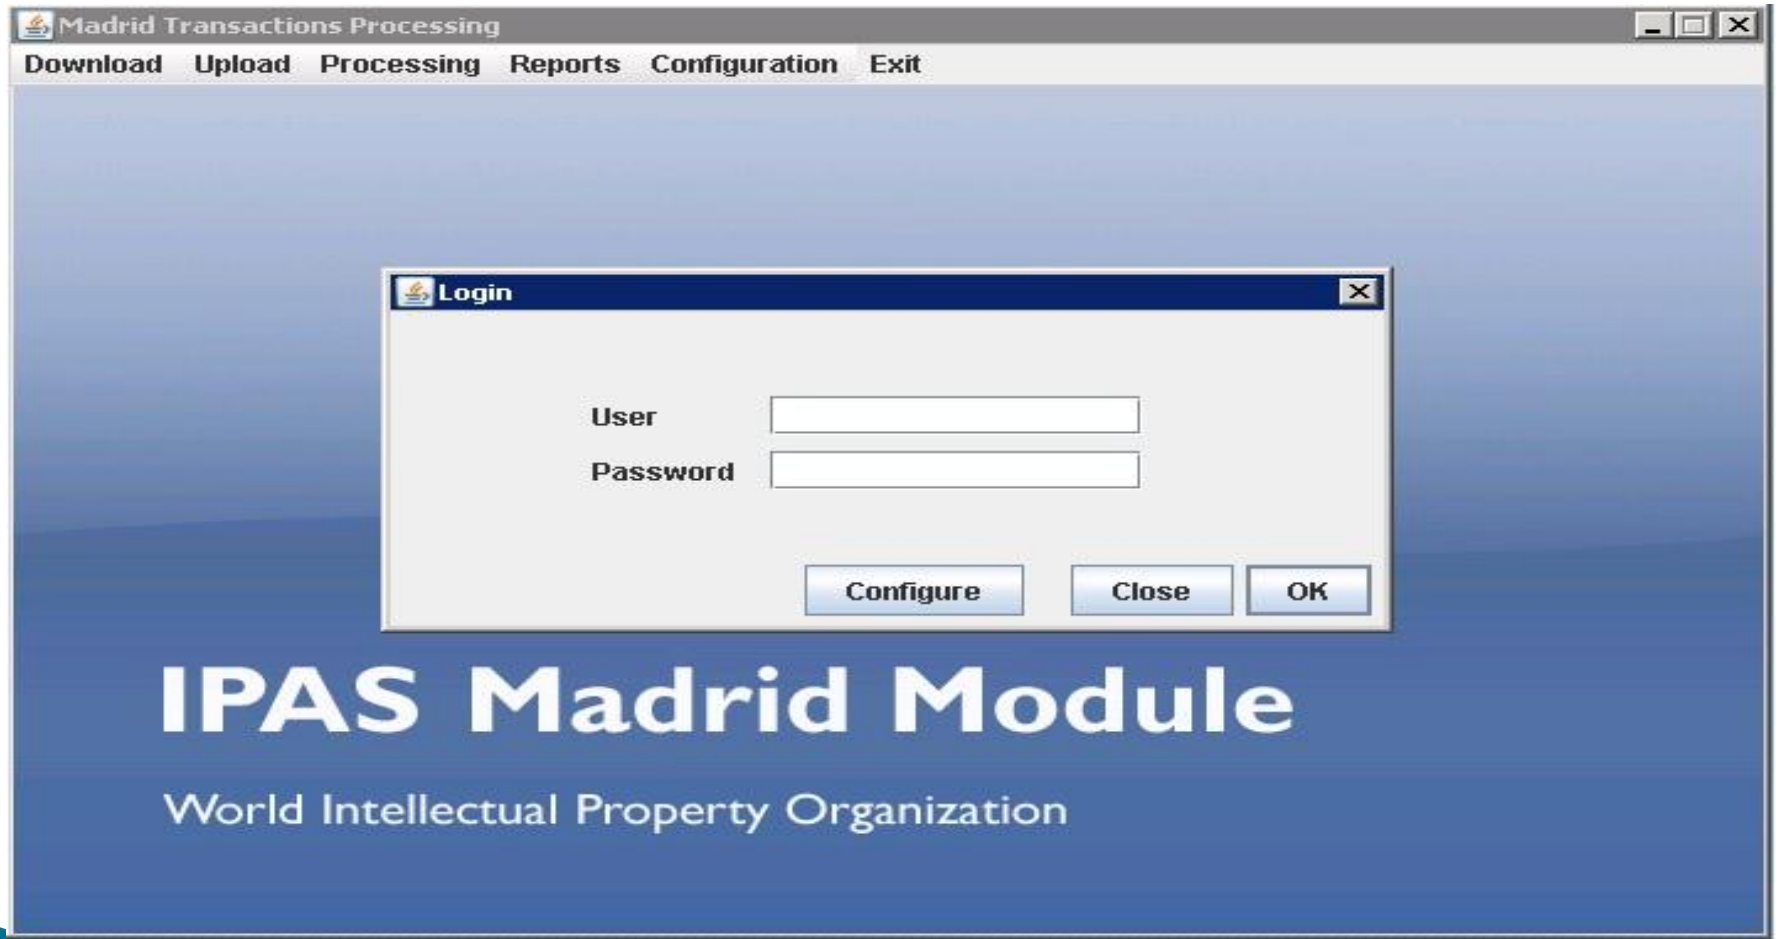 Madrid Transactions Processing
Download Upload Processing Reports Configuration Exit
Login
User
Password
Configure Close OK
IPAS Madrid Module
World Intellectual Property Organization